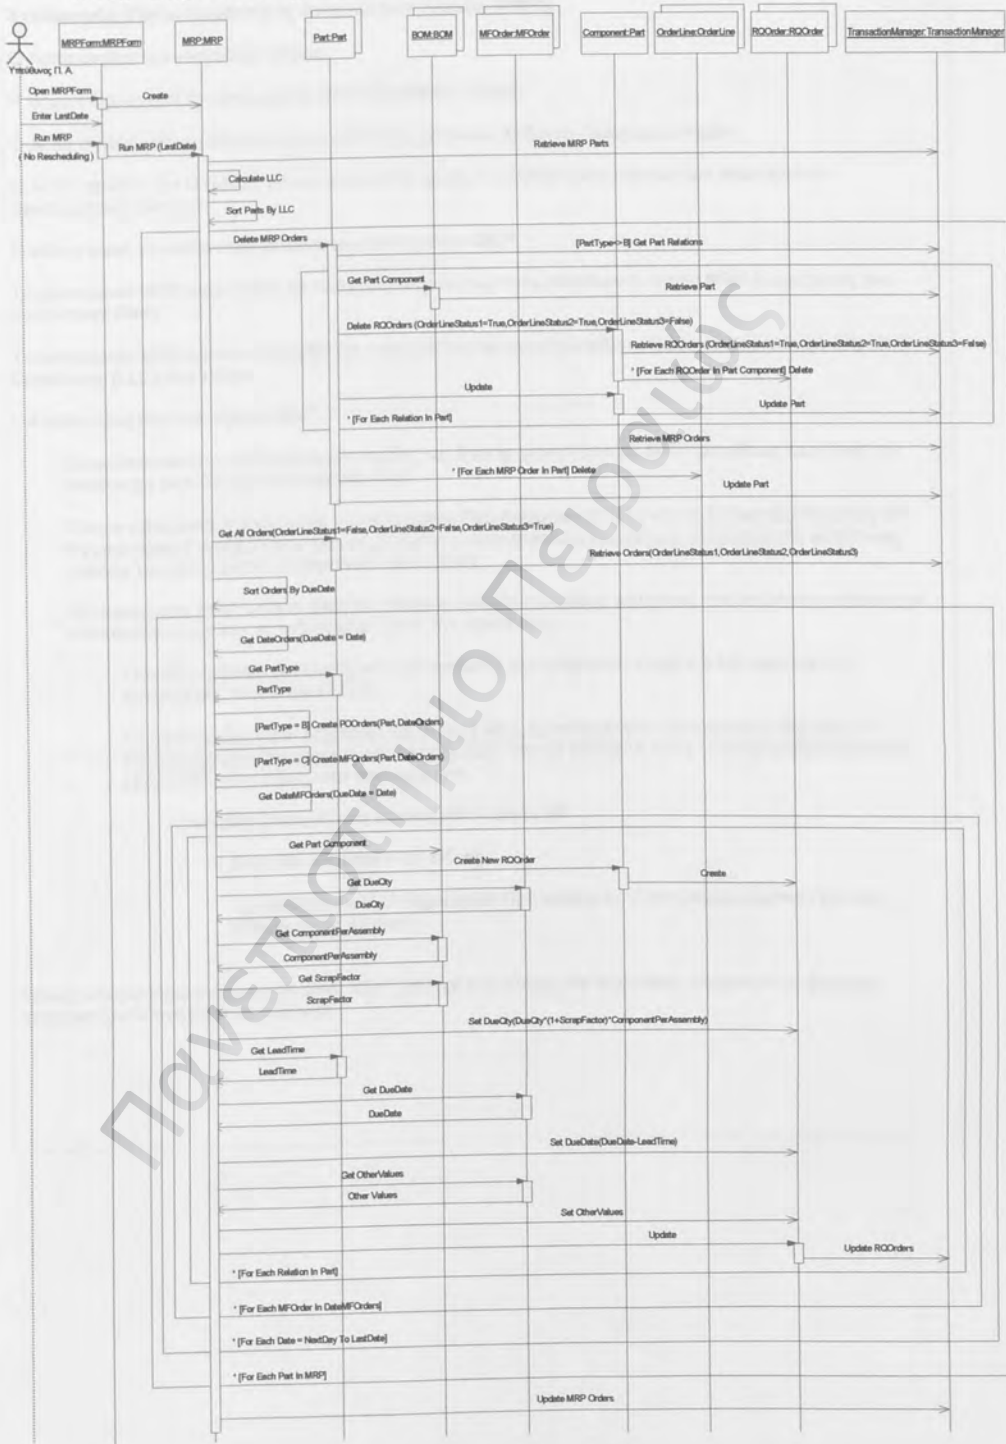 MRPForm:MRPForm
MRP:MRP
Part:Part
BOM:BOM
MFOrder:MFOrder
Component:Part
OrderLine:OrderLine
RQOrder:RQOrder
TransactionManager:TransactionManager
Υπεύθυνος Π. Α.
Open MRPForm
Create
Enter LastDate
Run MRP
( No Rescheduling )
Run MRP (LastDate)
Retrieve MRP Parts
Calculate LLC
Sort Parts By LLC
Delete MRP Orders
[PartType<>B] Get Part Relations
Get Part Component
Retrieve Part
Delete RQOrders (OrderLineStatus1=True,OrderLineStatus2=True,OrderLineStatus3=False)
Retrieve RQOrders (OrderLineStatus1=True,OrderLineStatus2=True,OrderLineStatus3=False)
* [For Each RQOrder In Part Component] Delete
Update
Update Part
* [For Each Relation In Part]
Retrieve MRP Orders
* [For Each MRP Order In Part] Delete
Update Part
Get All Orders(OrderLineStatus1=False,OrderLineStatus2=False,OrderLineStatus3=True)
Retrieve Orders(OrderLineStatus1,OrderLineStatus2,OrderLineStatus3)
Sort Orders By DueDate
Get DateOrders(DueDate = Date)
Get PartType
PartType
[PartType = B] Create POOrders(Part,DateOrders)
[PartType = C] Create MFOrders(Part,DateOrders)
Get DateMFOrders(DueDate = Date)
Get Part Component
Create New RQOrder
Create
Get DueQty
DueQty
Get ComponentPerAssembly
ComponentPerAssembly
Get ScrapFactor
ScrapFactor
Set DueQty(DueQty*(1+ScrapFactor)*ComponentPerAssembly)
Get LeadTime
LeadTime
Get DueDate
DueDate
Set DueDate(DueDate-LeadTime)
Get OtherValues
Other Values
Set OtherValues
Update
Update RQOrders
* [For Each Relation In Part]
* [For Each MFOrder In DateMFOrders]
* [For Each Date = NextDay To LastDate]
* [For Each Part In MRP]
Update MRP Orders
Πανεπιστήμιο Πειραιώς